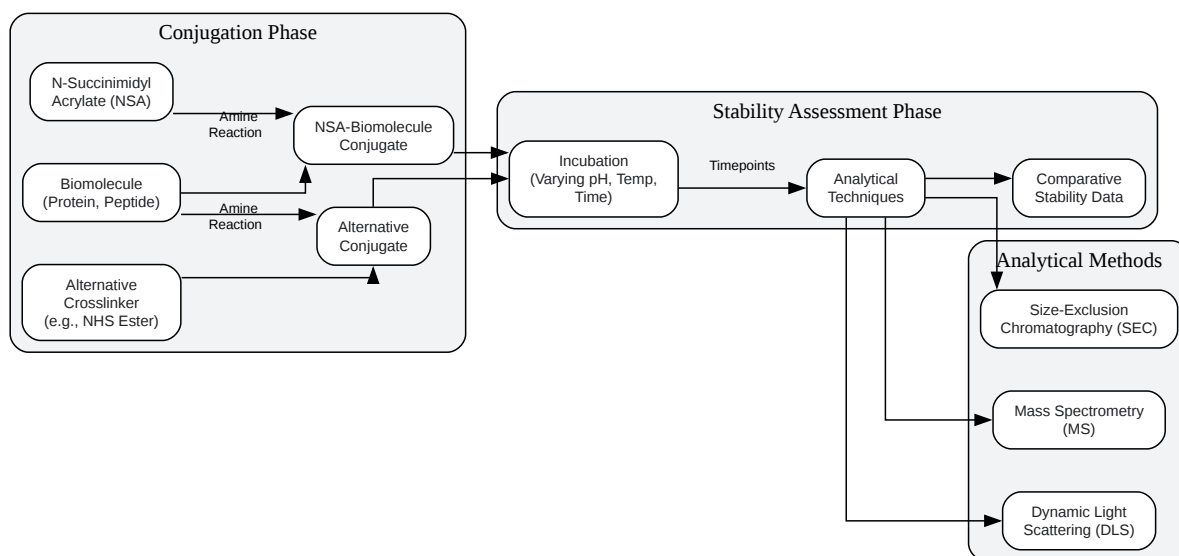 Conjugation Phase
N-Succinimidyl
Acrylate (NSA)
Amine
Reaction
NSA-Biomolecule
Conjugate
Biomolecule
(Protein, Peptide)
Amine
Reaction
Alternative
Conjugate
Alternative
Crosslinker
(e.g., NHS Ester)
Stability Assessment Phase
Incubation
(Varying pH, Temp,
Time)
Timepoints
Analytical
Techniques
Comparative
Stability Data
Analytical Methods
Size-Exclusion
Chromatography (SEC)
Mass Spectrometry
(MS)
Dynamic Light
Scattering (DLS)